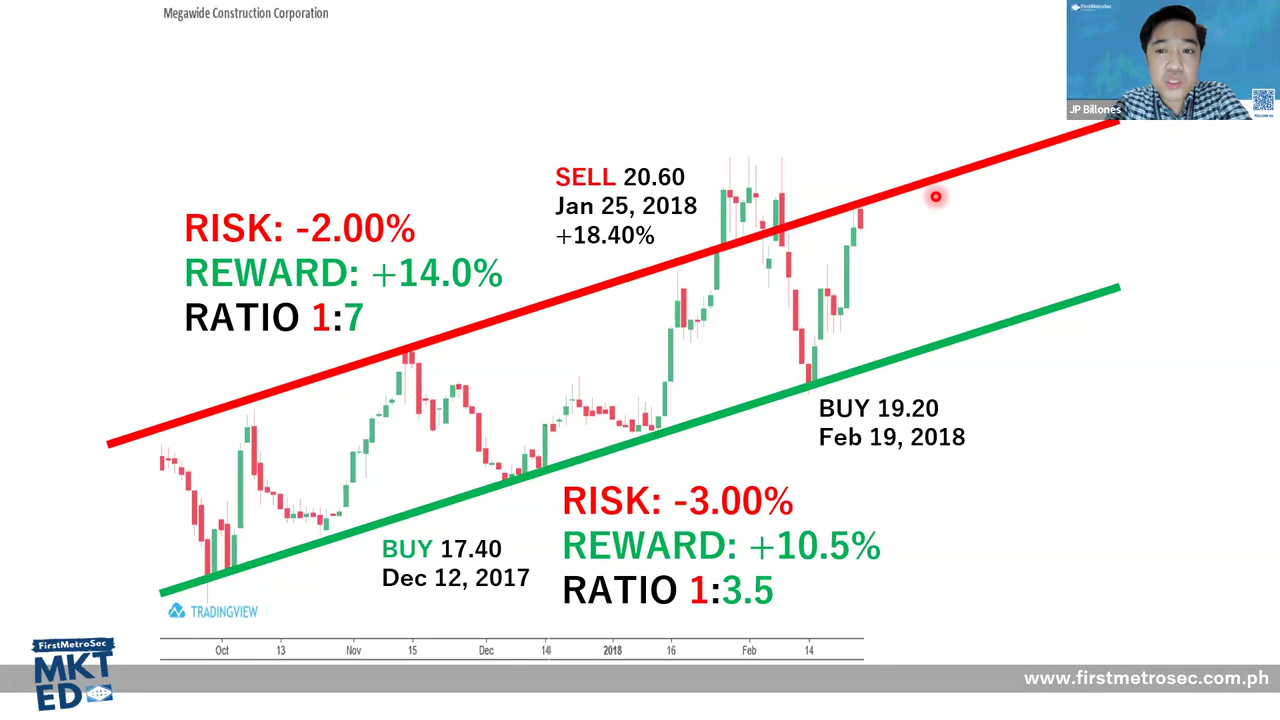 Megawide Construction Corporation
FirstMetroSec
JP Billones
FOLLOW US
SELL 20.60
Jan 25, 2018
+18.40%
RISK: -2.00%
REWARD: +14.0%
RATIO 1:7
BUY 19.20
Feb 19, 2018
RISK: -3.00%
REWARD: +10.5%
RATIO 1:3.5
BUY 17.40
Dec 12, 2017
TRADINGVIEW
Oct 13 Nov 15 Dec 14 2018 16 Feb 14
FirstMetroSec
MKT
ED
www.firstmetrosec.com.ph